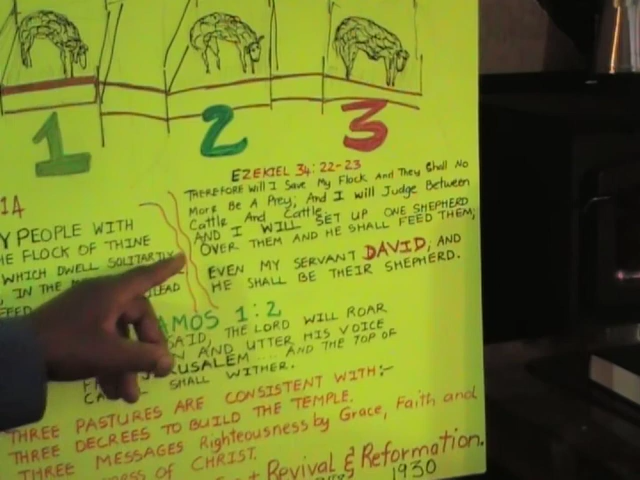 1 2 3
EZEKIEL 34:22-23
THEREFORE Will I Save My Flock And They Shall No
More Be A Prey; And I Will Judge Between
Cattle And Cattle.
AND I WILL SET UP ONE SHEPHERD
OVER THEM AND HE SHALL FEED THEM;
EVEN MY SERVANT DAVID; AND
HE SHALL BE THEIR SHEPHERD.
14
PEOPLE WITH
THE FLOCK OF THINE
WHICH DWELL SOLITARILY
IN THE
AMOS 1:2
SAID, THE LORD WILL ROAR
AND UTTER HIS VOICE
JERUSALEM ... AND THE TOP OF
SHALL WITHER.
THREE PASTURES ARE CONSISTENT WITH:-
THREE DECREES TO BUILD THE TEMPLE.
THREE MESSAGES Righteousness by Grace, Faith and
OF CHRIST.
Revival & Reformation.
1930